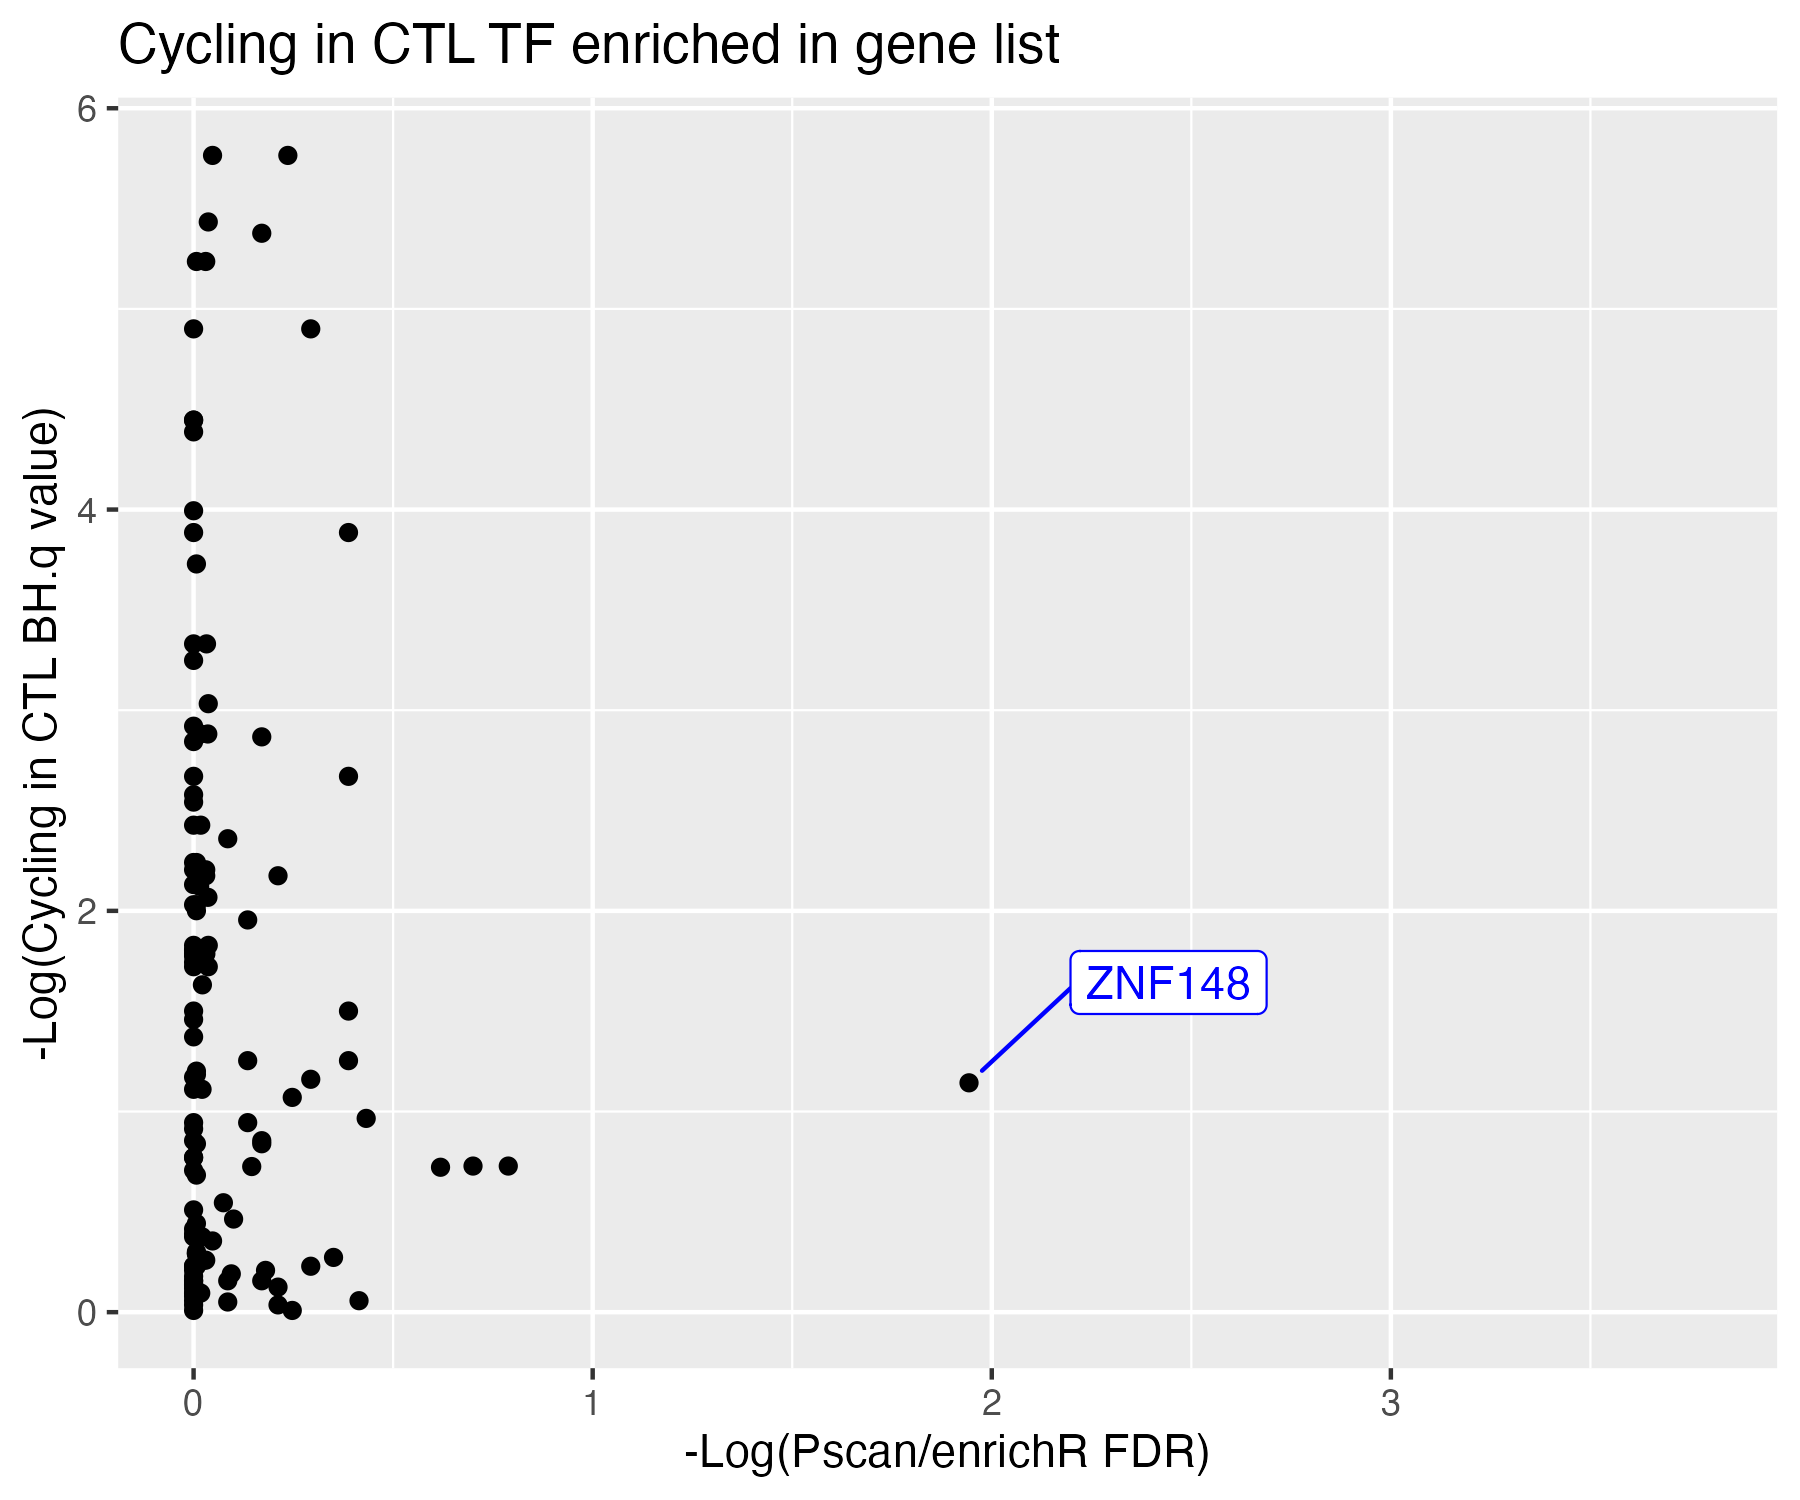 Cycling in CTL TF enriched in gene list
-Log(Cycling in CTL BH.q value)
6
4
2
0
ZNF148
0
1
2
3
-Log(Pscan/enrichR FDR)